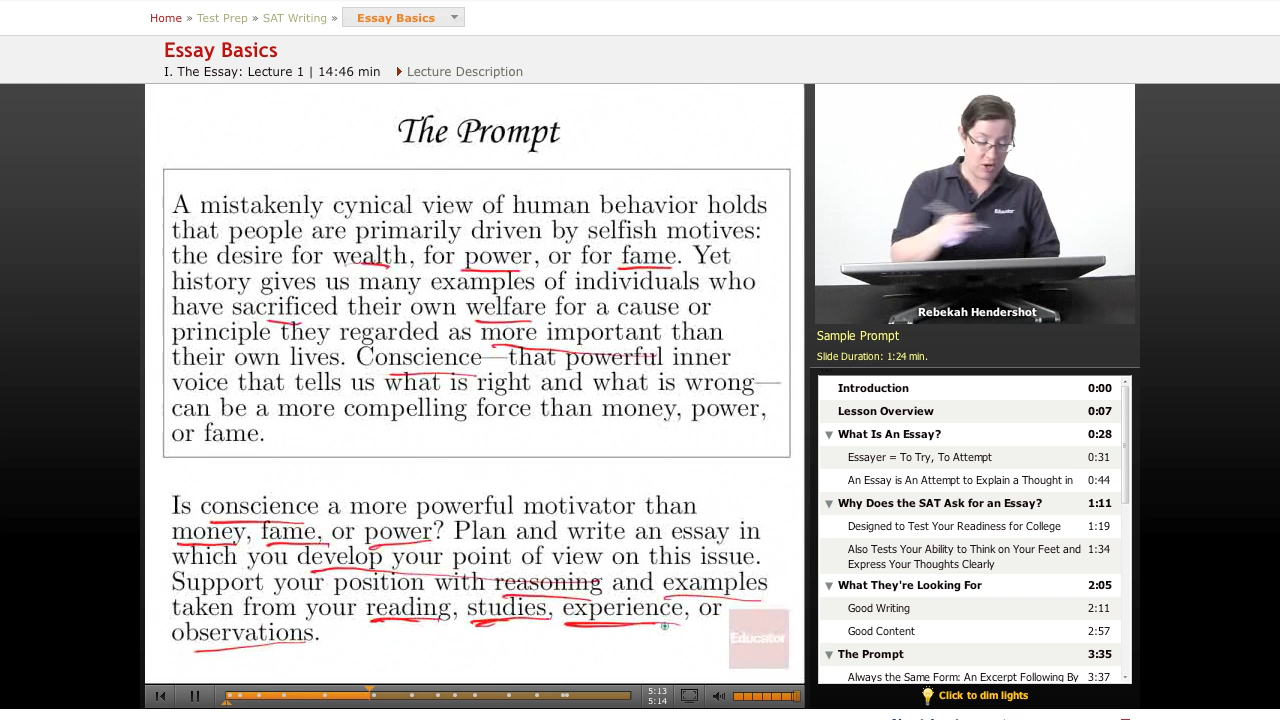 Home » Test Prep » SAT Writing » Essay Basics
Essay Basics
I. The Essay: Lecture 1 | 14:46 min Lecture Description
The Prompt
A mistakenly cynical view of human behavior holds
that people are primarily driven by selfish motives:
the desire for wealth, for power, or for fame. Yet
history gives us many examples of individuals who
have sacrificed their own welfare for a cause or
principle they regarded as more important than
their own lives. Conscience—that powerful inner
voice that tells us what is right and what is wrong—
can be a more compelling force than money, power,
or fame.
Is conscience a more powerful motivator than
money, fame, or power? Plan and write an essay in
which you develop your point of view on this issue.
Support your position with reasoning and examples
taken from your reading, studies, experience, or
observations.
Educator
5:13
5:14
Educator
Rebekah Hendershot
Sample Prompt
Slide Duration: 1:24 min.
Introduction 0:00
Lesson Overview 0:07
What Is An Essay? 0:28
Essayer = To Try, To Attempt 0:31
An Essay is An Attempt to Explain a Thought in 0:44
Why Does the SAT Ask for an Essay? 1:11
Designed to Test Your Readiness for College 1:19
Also Tests Your Ability to Think on Your Feet and 1:34
Express Your Thoughts Clearly
What They're Looking For 2:05
Good Writing 2:11
Good Content 2:57
The Prompt 3:35
Always the Same Form: An Excerpt Following By 3:37
Click to dim lights